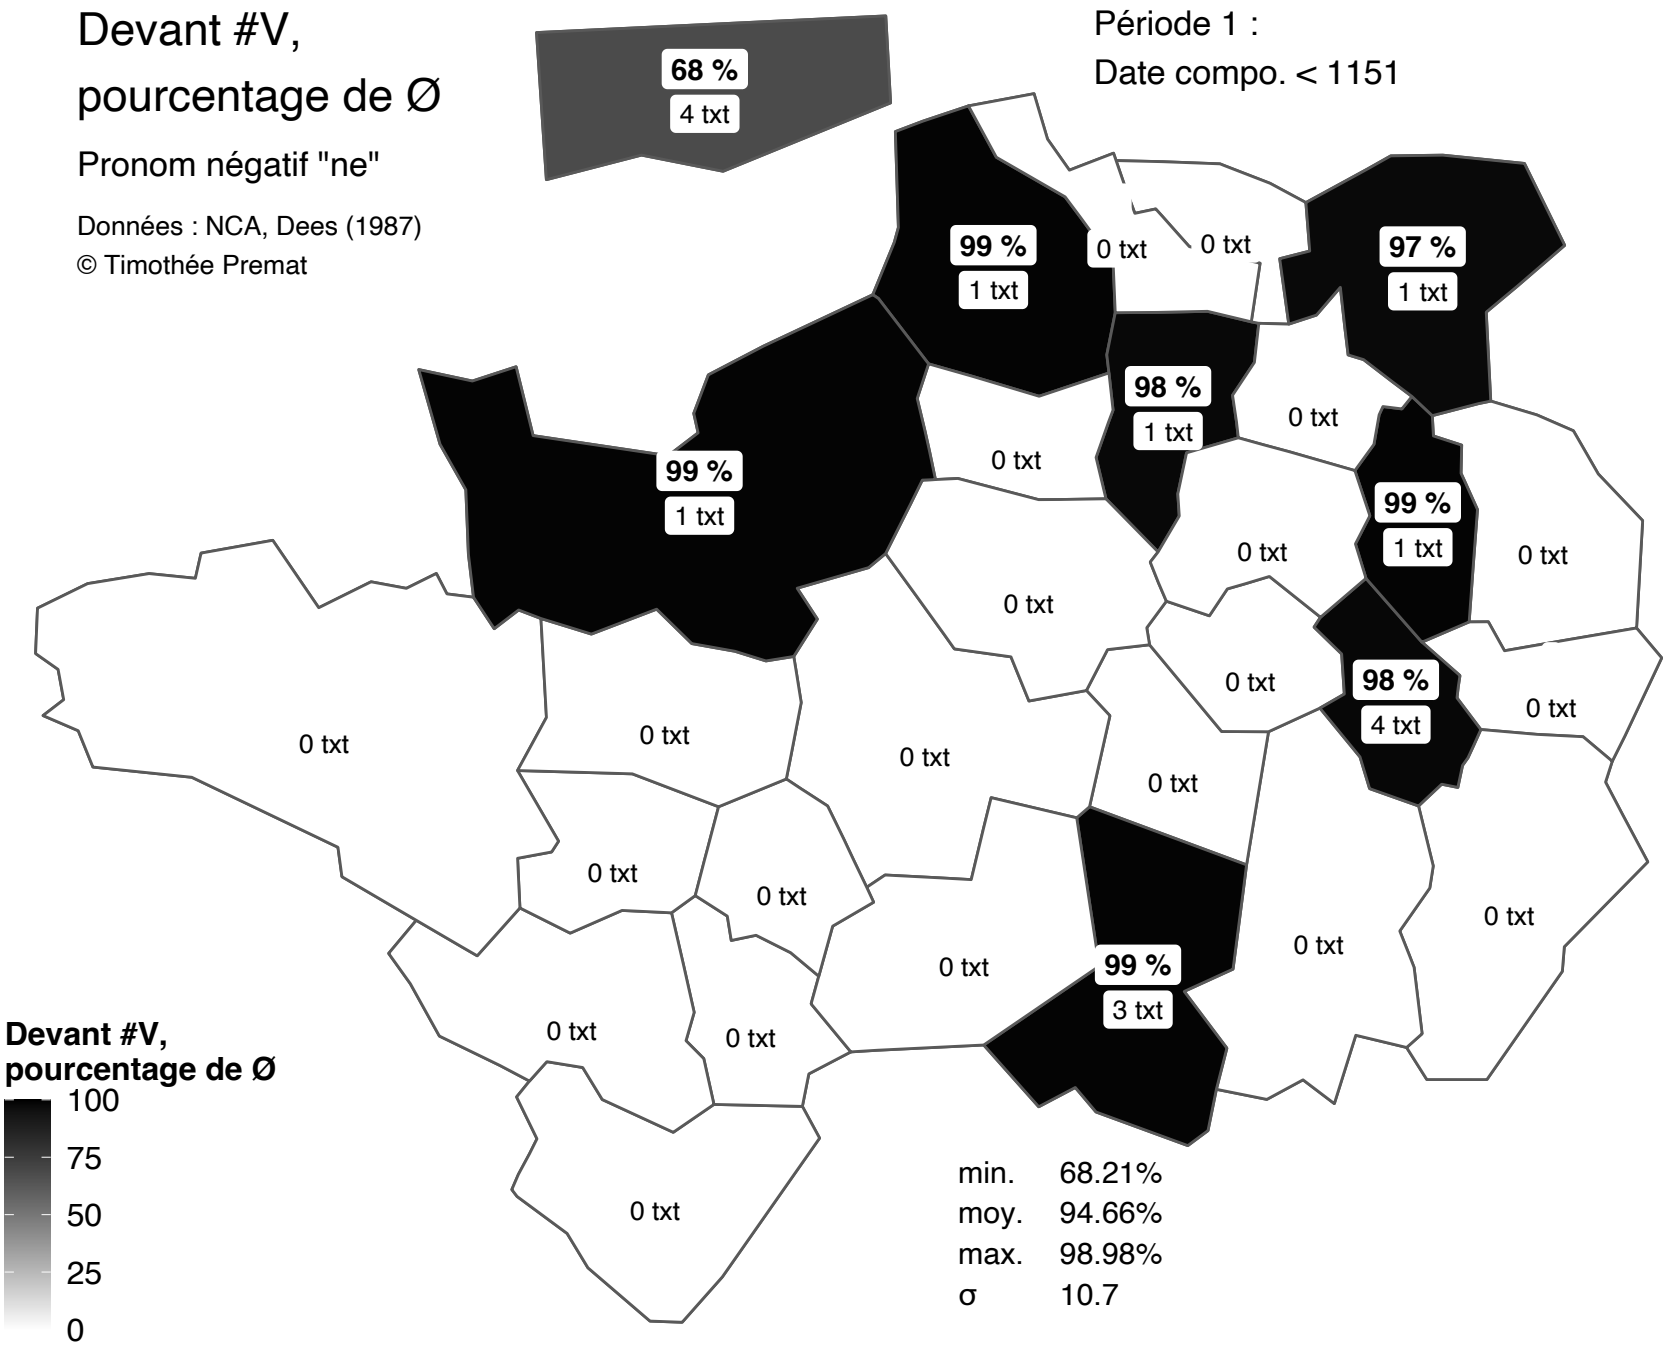 Devant #V,
pourcentage de Ø
Pronom négatif "ne"
Données : NCA, Dees (1987)
© Timothée Premat
Période 1 :
Date compo. < 1151
68 %
4 txt
99 %
1 txt
0 txt
0 txt
97 %
1 txt
98 %
1 txt
0 txt
0 txt
99 %
1 txt
99 %
1 txt
0 txt
0 txt
0 txt
0 txt
98 %
4 txt
0 txt
0 txt
0 txt
0 txt
0 txt
0 txt
0 txt
0 txt
0 txt
0 txt
0 txt
99 %
3 txt
0 txt
0 txt
0 txt
Devant #V,
pourcentage de Ø
100
75
50
25
0
min. 68.21%
moy. 94.66%
max. 98.98%
σ 10.7